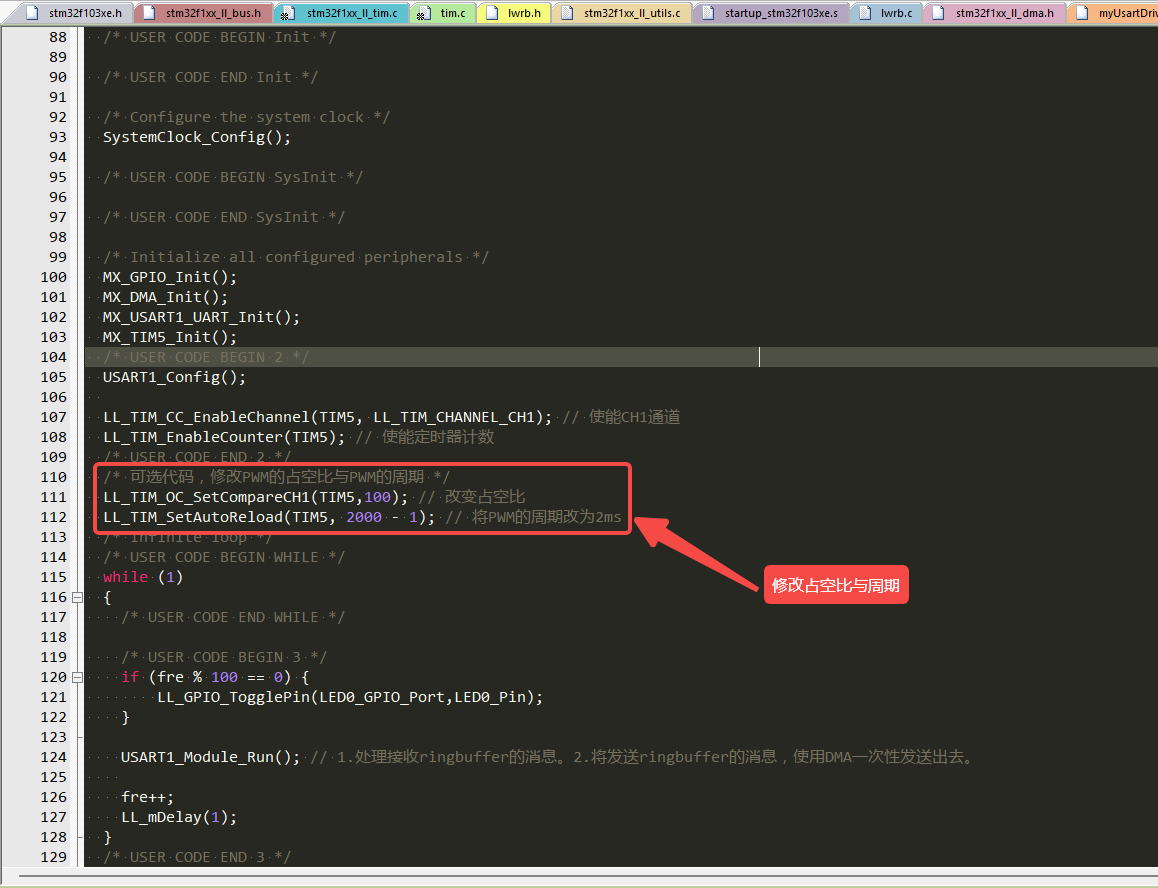 stm32f103xe.h stm32f1xx_ll_bus.h stm32f1xx_ll_tim.c tim.c lwrb.h stm32f1xx_ll_utils.c startup_stm32f103xe.s lwrb.c stm32f1xx_ll_dma.h myUsartDriv
88 /* USER CODE BEGIN Init */
89
90 /* USER CODE END Init */
91
92 /* Configure the system clock */
93 SystemClock_Config();
94
95 /* USER CODE BEGIN SysInit */
96
97 /* USER CODE END SysInit */
98
99 /* Initialize all configured peripherals */
100 MX_GPIO_Init();
101 MX_DMA_Init();
102 MX_USART1_UART_Init();
103 MX_TIM5_Init();
104 /* USER CODE BEGIN 2 */
105 USART1_Config();
106
107 LL_TIM_CC_EnableChannel(TIM5, LL_TIM_CHANNEL_CH1); // 使能CH1通道
108 LL_TIM_EnableCounter(TIM5); // 使能定时器计数
109 /* USER CODE END 2 */
110 /* 可选代码，修改PWM的占空比与PWM的周期 */
111 LL_TIM_OC_SetCompareCH1(TIM5,100); // 改变占空比
112 LL_TIM_SetAutoReload(TIM5, 2000 - 1); // 将PWM的周期改为2ms
113 /* Infinite loop */
114 /* USER CODE BEGIN WHILE */
115 while (1)
修改占空比与周期
116 {
117 /* USER CODE END WHILE */
118
119 /* USER CODE BEGIN 3 */
120 if (fre % 100 == 0) {
121 LL_GPIO_TogglePin(LED0_GPIO_Port,LED0_Pin);
122 }
123
124 USART1_Module_Run(); // 1.处理接收ringbuffer的消息。2.将发送ringbuffer的消息，使用DMA一次性发送出去。
125
126 fre++;
127 LL_mDelay(1);
128 }
129 /* USER CODE END 3 */